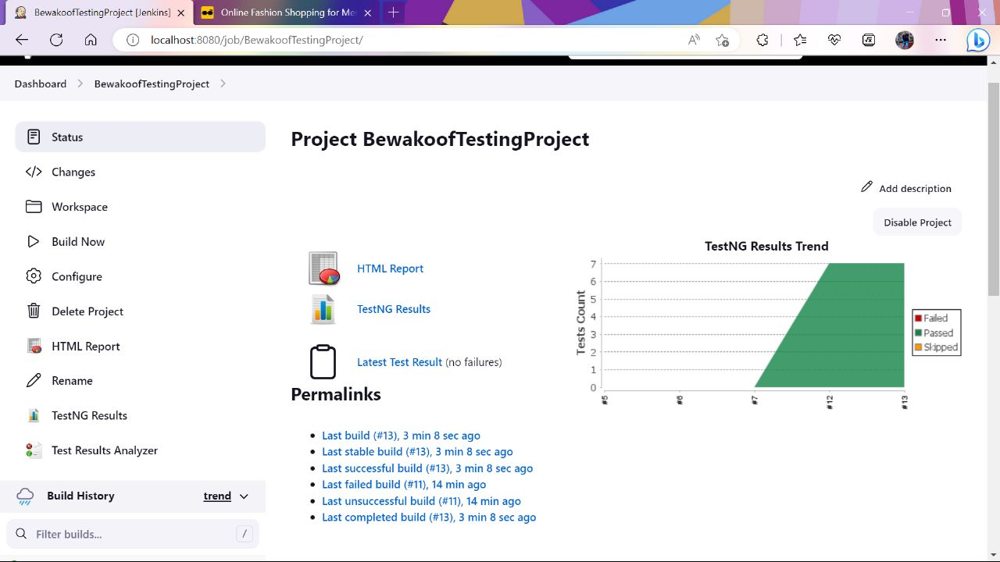 BewakoofTestingProject [Jenkins]
Online Fashion Shopping for Me
localhost:8080/job/BewakoofTestingProject/
Dashboard
BewakoofTestingProject
Status
Changes
Workspace
Build Now
Configure
Delete Project
HTML Report
Rename
TestNG Results
Test Results Analyzer
Build History
trend
Filter builds...
/
Project BewakoofTestingProject
Add description
Disable Project
HTML Report
TestNG Results
Latest Test Result (no failures)
TestNG Results Trend
Tests Count
7
6
5
4
3
2
1
0
#5
#6
#7
#12
#13
Failed
Passed
Skipped
Permalinks
Last build (#13), 3 min 8 sec ago
Last stable build (#13), 3 min 8 sec ago
Last successful build (#13), 3 min 8 sec ago
Last failed build (#11), 14 min ago
Last unsuccessful build (#11), 14 min ago
Last completed build (#13), 3 min 8 sec ago